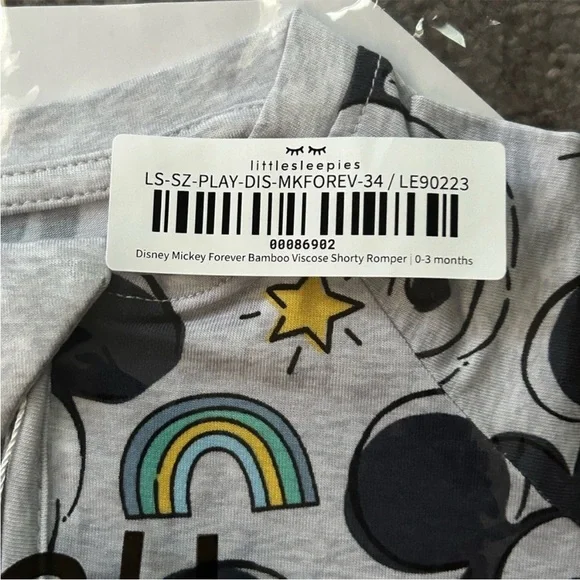 littlesleepies
LS-SZ-PLAY-DIS-MKFOREV-34 / LE90223
00086902
Disney Mickey Forever Bamboo Viscose Shorty Romper | 0-3 months